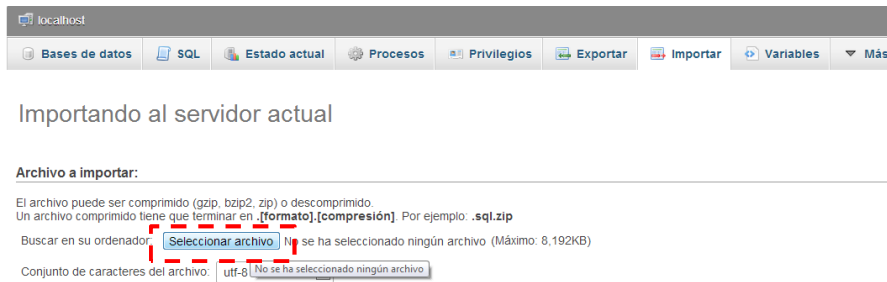 localhost
Bases de datos SQL Estado actual Procesos Privilegios Exportar Importar Variables Más
Importando al servidor actual
Archivo a importar:
El archivo puede ser comprimido (gzip, bzip2, zip) o descomprimido.
Un archivo comprimido tiene que terminar en .[formato].[compresión]. Por ejemplo: .sql.zip
Buscar en su ordenador: Seleccionar archivo No se ha seleccionado ningún archivo (Máximo: 8,192KB)
Conjunto de caracteres del archivo: utf-8
No se ha seleccionado ningún archivo